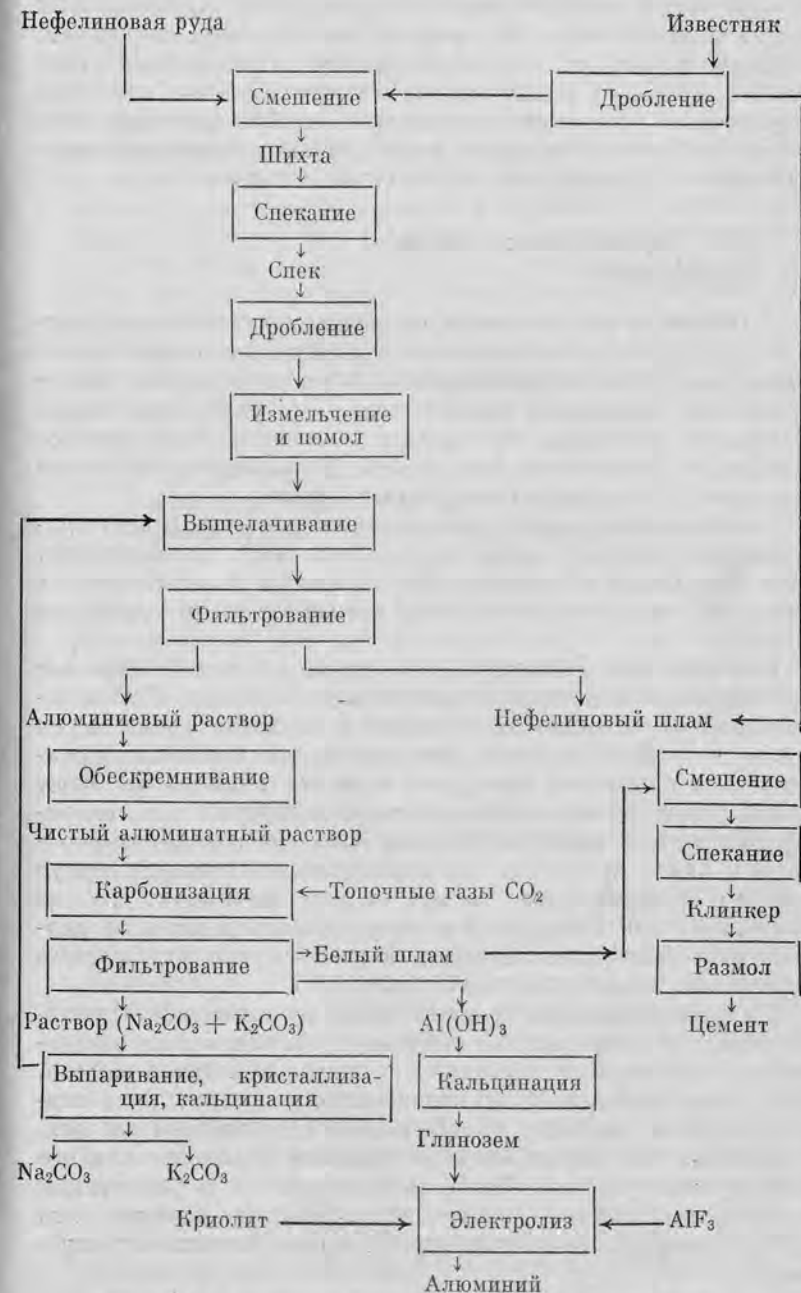 Нефелиновая руда
Известняк
Смешение
Дробление
Шихта
Спекание
Спек
Дробление
Измельчение
и помол
Выщелачивание
Фильтрование
Алюминиевый раствор
Нефелиновый шлам
Обескремнивание
Смешение
Чистый алюминатный раствор
Спекание
Карбонизация
Топочные газы CO₂
Клинкер
Фильтрование
Белый шлам
Размол
Раствор (Na₂CO₃ + K₂CO₃)
Al(OH)₃
Цемент
Выпаривание, кристаллиза-
ция, кальцинация
Кальцинация
Глинозем
Na₂CO₃
K₂CO₃
Криолит
Электролиз
AlF₃
Алюминий